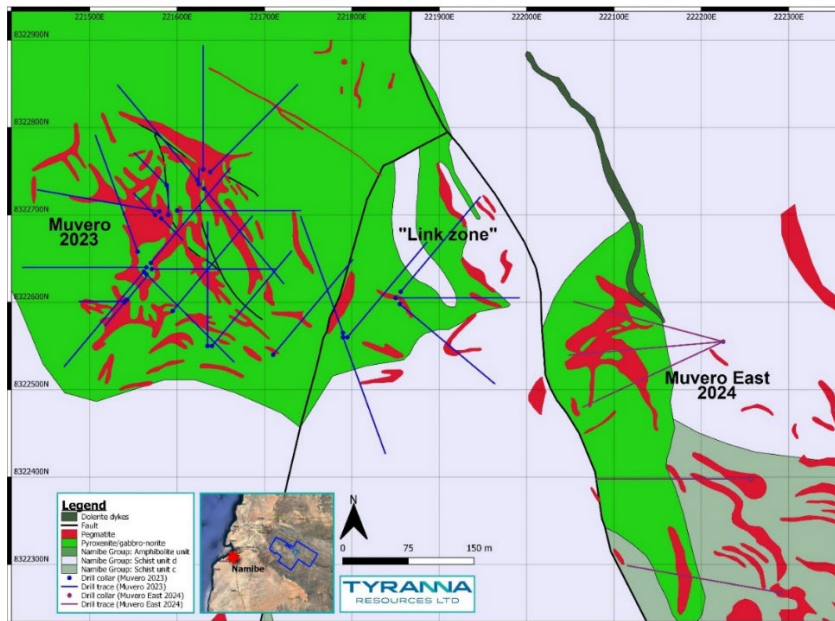 221500E 221600E 221700E 221800E 221900E 222000E 222100E 222200E 222300E
8322900N
8322800N
8322700N
8322600N
8322500N
8322400N
8322300N
Muvero
2023
"Link zone"
Muvero East
2024
Legend
Dolerite dykes
Fault
Pegmatite
Pyroxenite/gabbro-norite
Namibe Group: Amphibolite unit
Namibe Group: Schist unit d
Namibe Group: Schist unit c
Drill collar (Muvero 2023)
Drill trace (Muvero 2023)
Drill collar (Muvero East 2024)
Drill trace (Muvero East 2024)
Namibe
N
0 75 150 m
TYRANNA
RESOURCES LTD